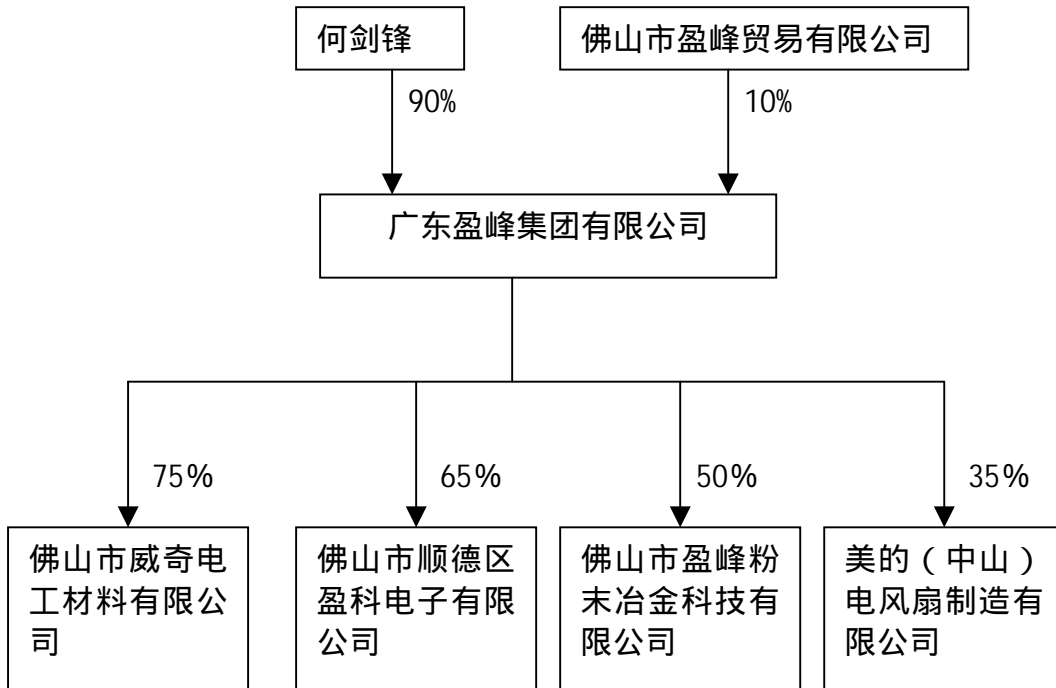 何剑锋
佛山市盈峰贸易有限公司
90%
10%
广东盈峰集团有限公司
75%
65%
50%
35%
佛山市威奇电
工材料有限公
司
佛山市顺德区
盈科电子有限
公司
佛山市盈峰粉
末冶金科技有
限公司
美的（中山）
电风扇制造有
限公司